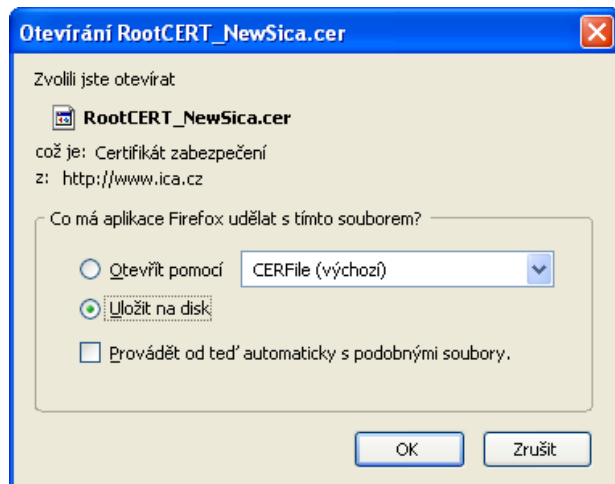 Otevírání RootCERT_NewSica.cer
Zvolili jste otevírat
RootCERT_NewSica.cer
což je: Certifikát zabezpečení
z: http://www.ica.cz
Co má aplikace Firefox udělat s tímto souborem?
Otevřít pomocí CERFile (výchozí)
Uložit na disk
Provádět od teď automaticky s podobnými soubory.
OK Zrušit